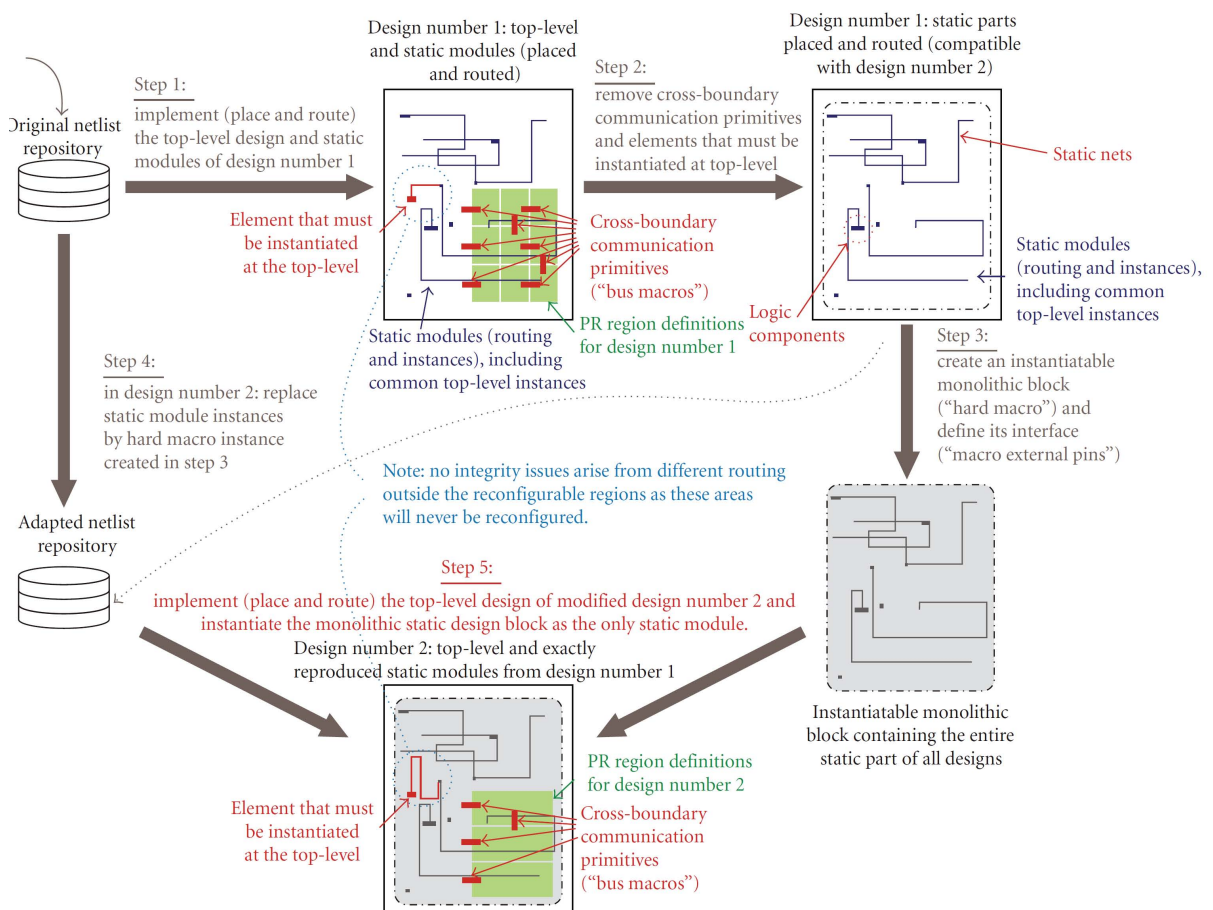 Design number 1: top-level
and static modules (placed
and routed)
Design number 1: static parts
placed and routed (compatible
with design number 2)
Original netlist
repository
Step 1:
implement (place and route)
the top-level design and static
modules of design number 1
Step 2:
remove cross-boundary
communication primitives
and elements that must be
instantiated at top-level
Static nets
Element that must
be instantiated
at the top-level
Cross-boundary
communication
primitives
(“bus macros”)
Static modules
(routing and instances),
including common
top-level instances
Logic
components
PR region definitions
for design number 1
Static modules (routing
and instances), including
common top-level instances
Step 3:
create an instantiatable
monolithic block
(“hard macro”) and
define its interface
(“macro external pins”)
Step 4:
in design number 2: replace
static module instances
by hard macro instance
created in step 3
Note: no integrity issues arise from different routing
outside the reconfigurable regions as these areas
will never be reconfigured.
Adapted netlist
repository
Step 5:
implement (place and route) the top-level design of modified design number 2 and
instantiate the monolithic static design block as the only static module.
Design number 2: top-level and exactly
reproduced static modules from design number 1
Instantiatable monolithic
block containing the entire
static part of all designs
PR region definitions
for design number 2
Element that must
be instantiated
at the top-level
Cross-boundary
communication
primitives
(“bus macros”)